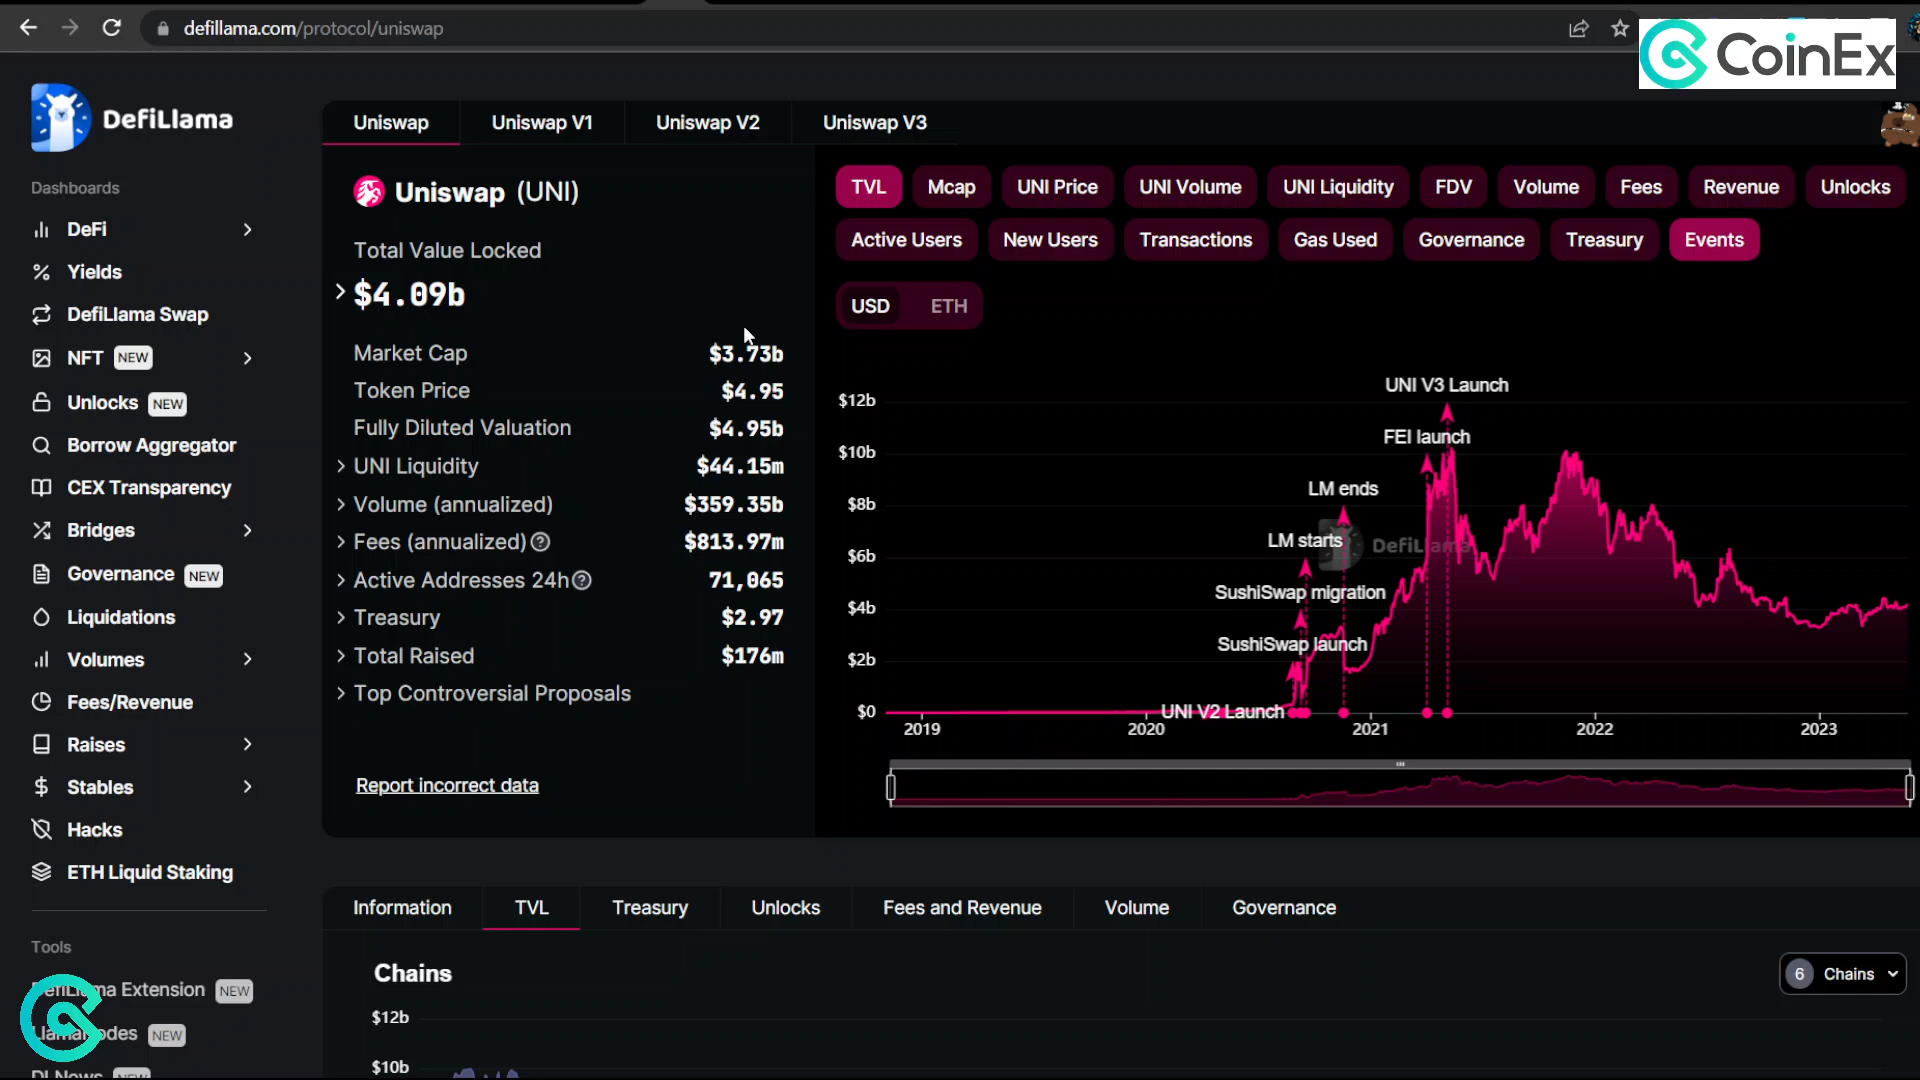 defillama.com/protocol/uniswap
CoinEx
DefiLlama
Uniswap
Uniswap V1
Uniswap V2
Uniswap V3
Dashboards
DeFi
Yields
DefiLlama Swap
NFT NEW
Unlocks NEW
Borrow Aggregator
CEX Transparency
Bridges
Governance NEW
Liquidations
Volumes
Fees/Revenue
Raises
Stables
Hacks
ETH Liquid Staking
Tools
Extension NEW
NEW
Uniswap (UNI)
Total Value Locked
$4.09b
Market Cap $3.73b
Token Price $4.95
Fully Diluted Valuation $4.95b
UNI Liquidity $44.15m
Volume (annualized) $359.35b
Fees (annualized) $813.97m
Active Addresses 24h 71,065
Treasury $2.97
Total Raised $176m
Top Controversial Proposals
Report incorrect data
TVL Mcap UNI Price UNI Volume UNI Liquidity FDV Volume Fees Revenue Unlocks
Active Users New Users Transactions Gas Used Governance Treasury Events
USD ETH
UNI V3 Launch
$12b
FEI launch
$10b
LM ends
$8b
LM starts
DefiLlama
$6b
SushiSwap migration
$4b
SushiSwap launch
$2b
UNI V2 Launch
$0
2019 2020 2021 2022 2023
Information TVL Treasury Unlocks Fees and Revenue Volume Governance
Chains
6 Chains
$12b
$10b